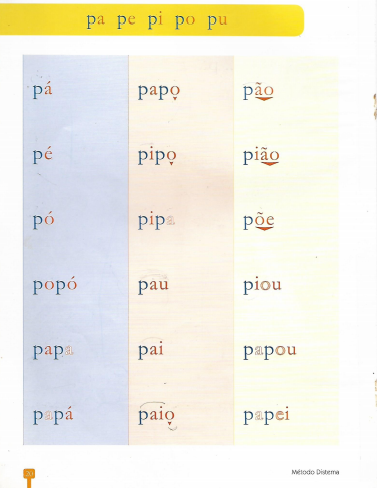 pa pe pi po pu
pá papo pão
pé pipo pião
pó pipa põe
popó pau piou
papa pai papou
papá paio papei
20 Método Distema